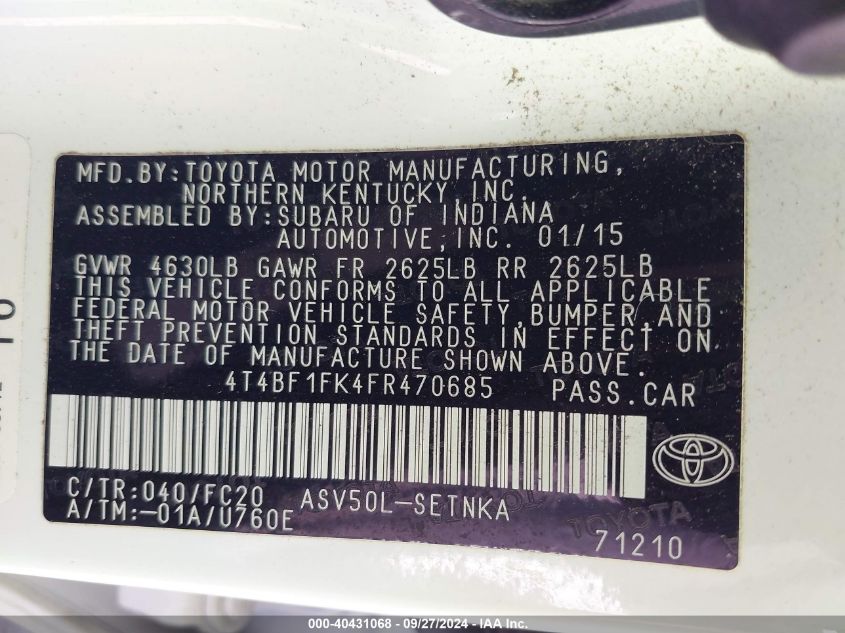 MFD.BY:TOYOTA MOTOR MANUFACTURING,
NORTHERN KENTUCKY,INC.
ASSEMBLED BY:SUBARU OF INDIANA
AUTOMOTIVE,INC. 01/15
GVWR 4630LB GAWR FR 2625LB RR 2625LB
THIS VEHICLE CONFORMS TO ALL APPLICABLE
FEDERAL MOTOR VEHICLE SAFETY,BUMPER,AND
THEFT PREVENTION STANDARDS IN EFFECT ON
THE DATE OF MANUFACTURE SHOWN ABOVE.
4T4BF1FK4FR470685 PASS.CAR
C/TR:040/FC20 ASV50L-SETNKA
A/TM:-01A/U760E
TOYOTA
71210
000-40431068 - 09/27/2024 - IAA Inc.